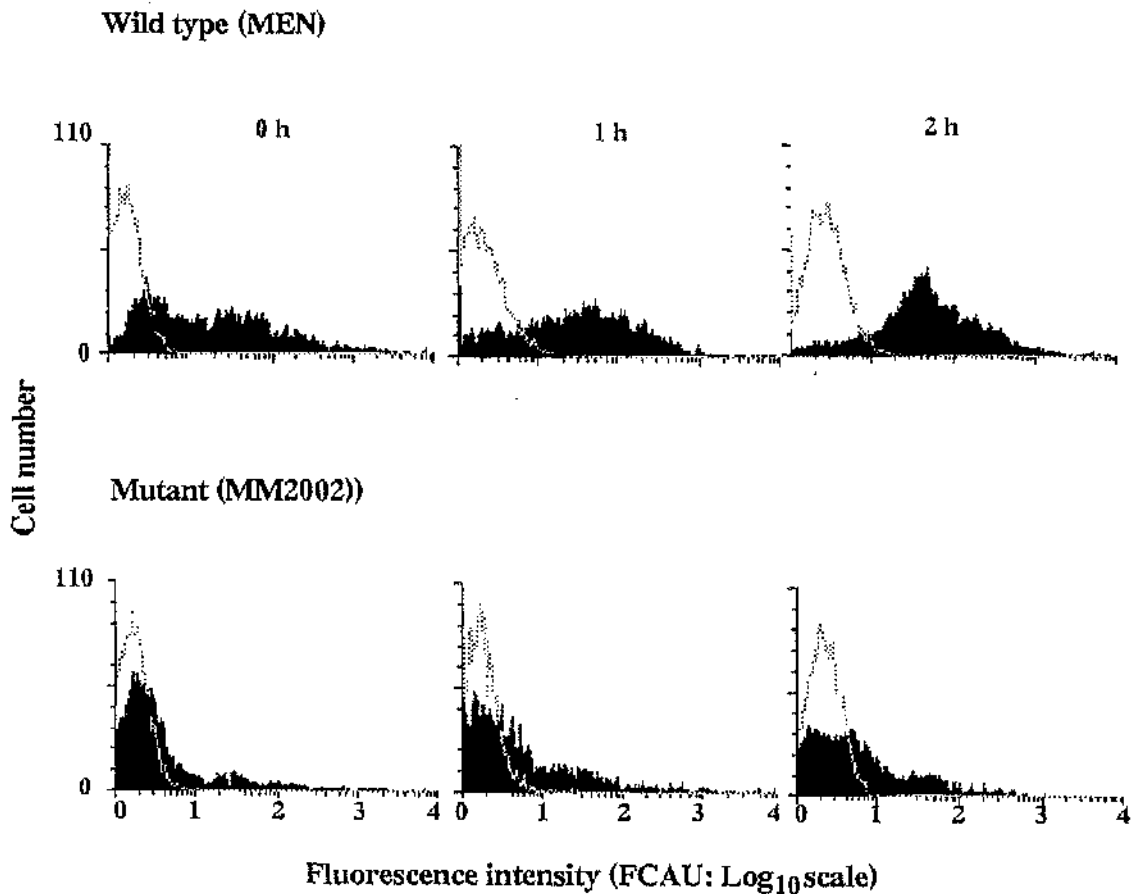 Wild type (MEN)
0 h
1 h
2 h
110
0
Cell number
Mutant (MM2002))
110
0
0 1 2 3 4
0 1 2 3 4
0 1 2 3 4
Fluorescence intensity (FCAU: Log10 scale)